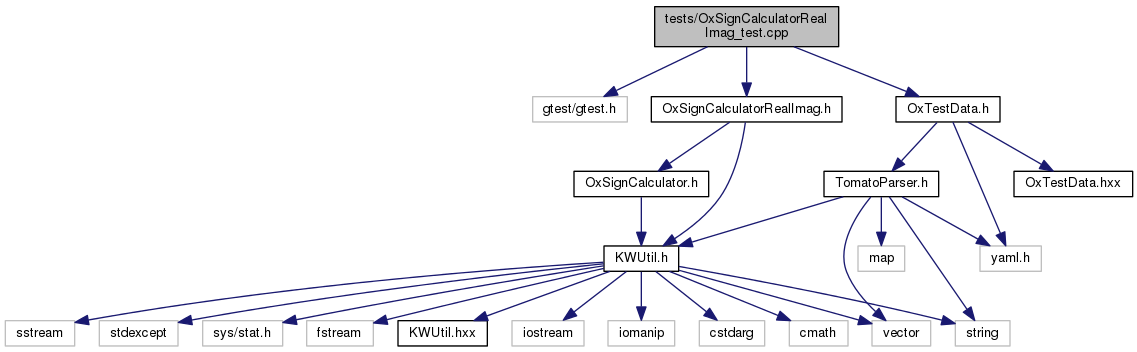 tests/OxSignCalculatorReal
Imag_test.cpp
gtest/gtest.h
OxSignCalculatorRealImag.h
OxTestData.h
OxSignCalculator.h
TomatoParser.h
OxTestData.hxx
KWUtil.h
map
yaml.h
sstream
stdexcept
sys/stat.h
fstream
KWUtil.hxx
iostream
iomanip
cstdarg
cmath
vector
string